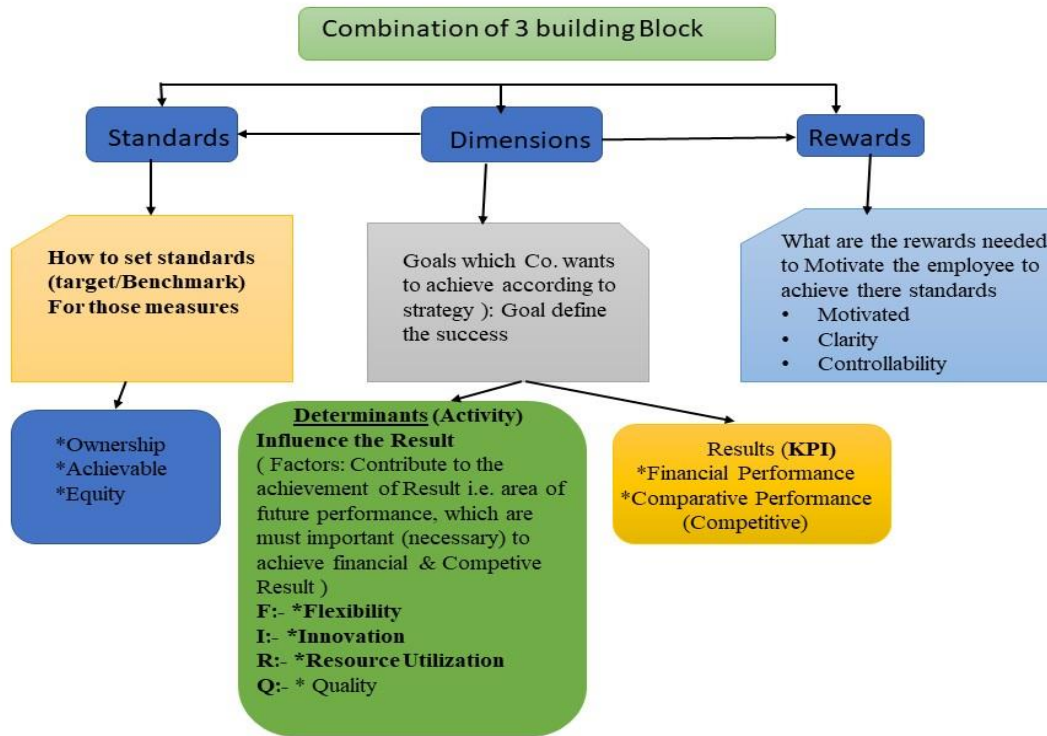 Combination of 3 building Block
Standards
Dimensions
Rewards
How to set standards
(target/Benchmark)
For those measures
Goals which Co. wants
to achieve according to
strategy ): Goal define
the success
What are the rewards needed
to Motivate the employee to
achieve there standards
• Motivated
• Clarity
• Controllability
*Ownership
*Achievable
*Equity
Determinants (Activity)
Influence the Result
( Factors: Contribute to the
achievement of Result i.e. area of
future performance, which are
must important (necessary) to
achieve financial & Competive
Result )
F:- *Flexibility
I:- *Innovation
R:- *Resource Utilization
Q:- * Quality
Results (KPI)
*Financial Performance
*Comparative Performance
(Competitive)